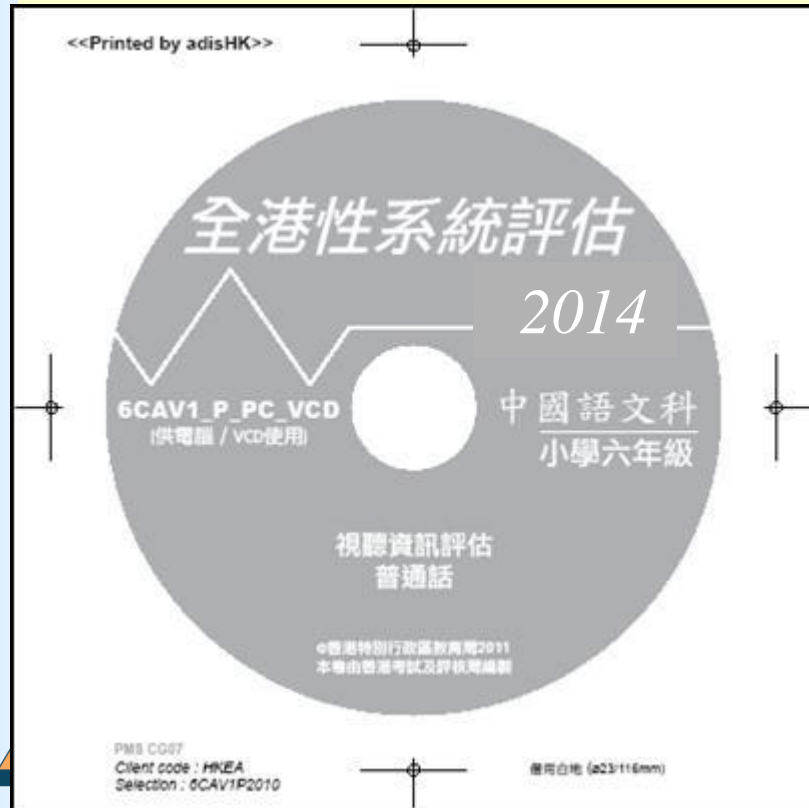 <<Printed by adisHK>>
全港性系統評估
2014
6CAV1_P_PC_VCD
(供電腦 / VCD使用)
中國語文科
小學六年級
視聽資訊評估
普通話
©香港特別行政區教育局2011
本卷由香港考試及評核局編製
PMS CG07
Client code : HKEA
Selection : 6CAV1P2010
(ø23/116mm)